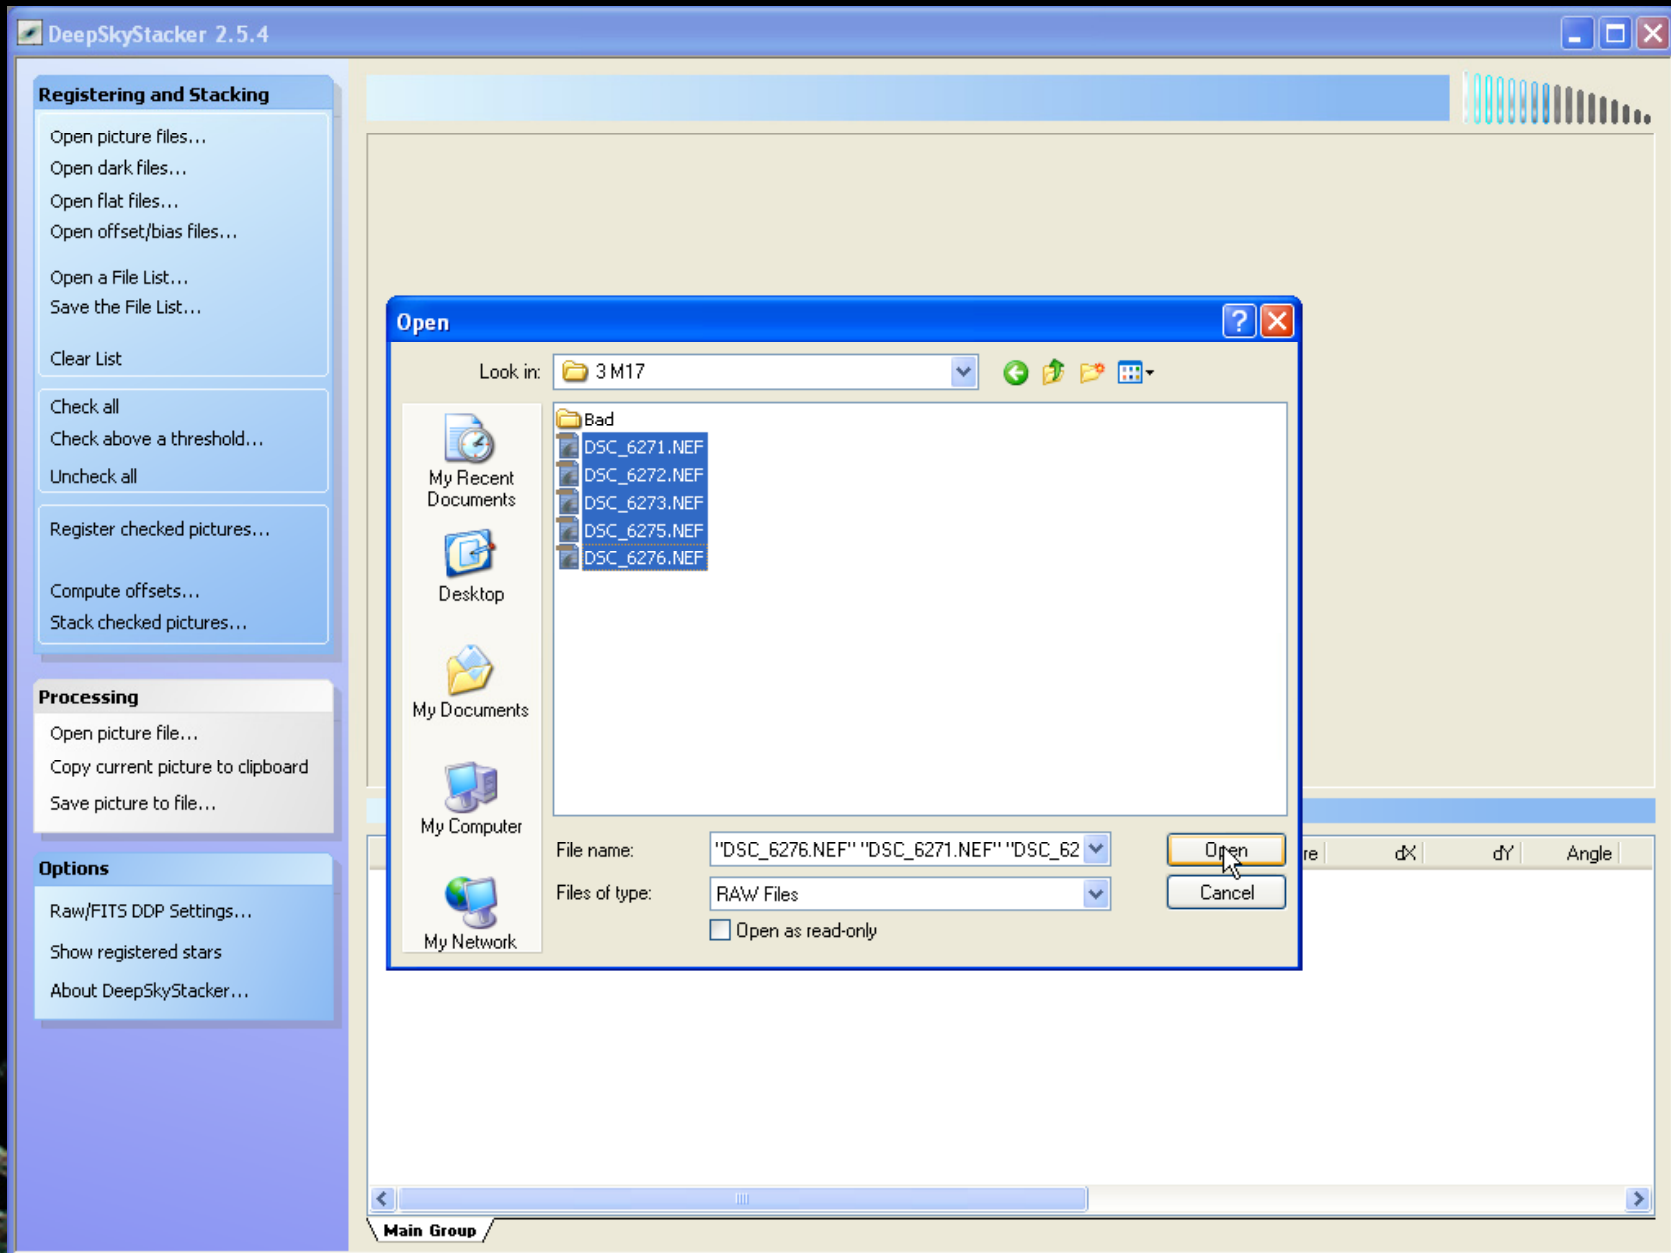 DeepSkyStacker 2.5.4
Registering and Stacking
Open picture files...
Open dark files...
Open flat files...
Open offset/bias files...
Open a File List...
Save the File List...
Clear List
Check all
Check above a threshold...
Uncheck all
Register checked pictures...
Compute offsets...
Stack checked pictures...
Processing
Open picture file...
Copy current picture to clipboard
Save picture to file...
Options
Raw/FITS DDP Settings...
Show registered stars
About DeepSkyStacker...
Open
Look in: 3 M17
My Recent
Documents
Desktop
My Documents
My Computer
My Network
Bad
DSC_6271.NEF
DSC_6272.NEF
DSC_6273.NEF
DSC_6275.NEF
DSC_6276.NEF
File name: "DSC_6276.NEF" "DSC_6271.NEF" "DSC_62
Open
Files of type: RAW Files
Cancel
Open as read-only
re dX dY Angle
Main Group